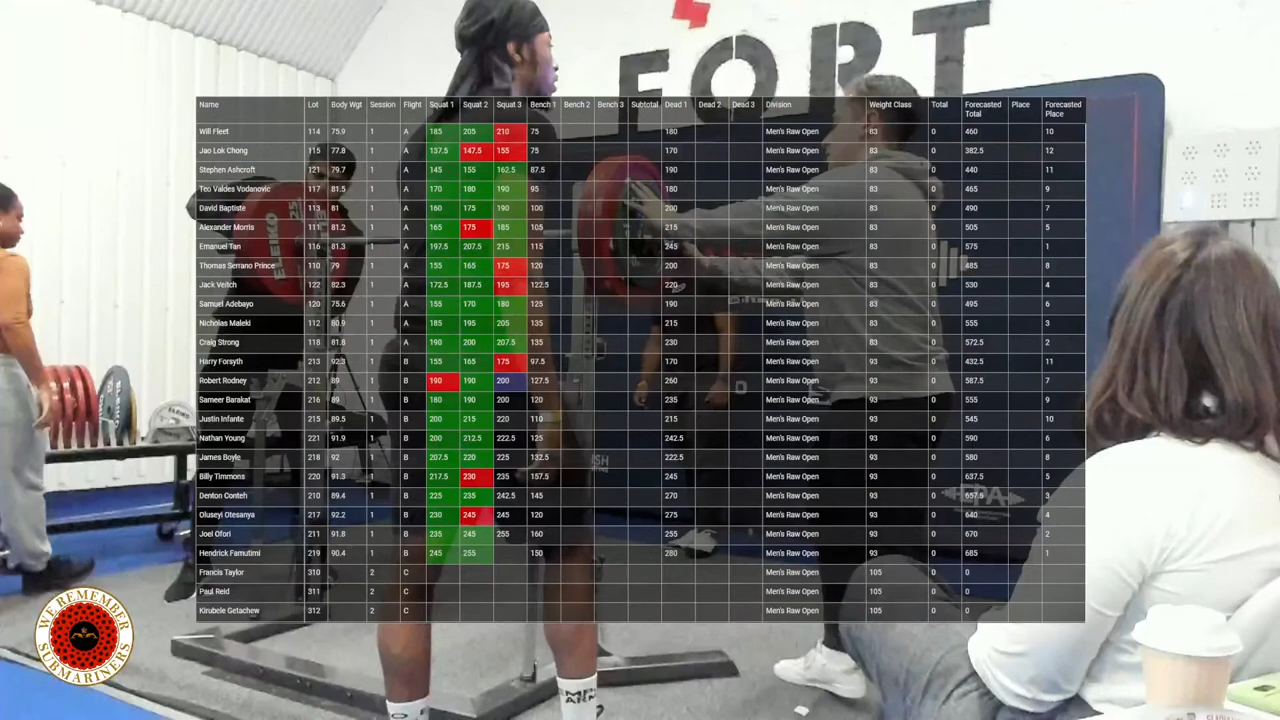 FORT
Name Lot Body Wgt Session Flight Squat 1 Squat 2 Squat 3 Bench 1 Bench 2 Bench 3 Subtotal Dead 1 Dead 2 Dead 3 Division Weight Class Total Forecasted Total Place Forecasted Place
Will Fleet 114 75.9 1 A 185 205 210 75 180 Men's Raw Open 83 0 460 10
Jao Lok Chong 115 77.8 1 A 137.5 147.5 155 75 170 Men's Raw Open 83 0 382.5 12
Stephen Ashcroft 121 79.7 1 A 145 155 162.5 87.5 190 Men's Raw Open 83 0 440 11
Teo Valdes Vodanovic 117 81.5 1 A 170 180 190 95 180 Men's Raw Open 83 0 465 9
David Baptiste 113 81 1 A 160 175 190 100 200 Men's Raw Open 83 0 490 7
Alexander Morris 111 81.2 1 A 165 175 185 105 215 Men's Raw Open 83 0 505 5
Emanuel Tan 116 81.3 1 A 197.5 207.5 215 115 245 Men's Raw Open 83 0 575 1
Thomas Serrano Prince 110 79 1 A 155 165 175 120 200 Men's Raw Open 83 0 485 8
Jack Veitch 122 82.3 1 A 172.5 187.5 195 122.5 220 Men's Raw Open 83 0 530 4
Samuel Adebayo 120 75.6 1 A 155 170 180 125 190 Men's Raw Open 83 0 495 6
Nicholas Maleki 112 80.9 1 A 185 195 205 135 215 Men's Raw Open 83 0 555 3
Craig Strong 118 81.8 1 A 190 200 207.5 135 230 Men's Raw Open 83 0 572.5 2
Harry Forsyth 213 92.3 1 B 155 165 175 97.5 170 Men's Raw Open 93 0 432.5 11
Robert Rodney 212 89 1 B 190 190 200 127.5 260 Men's Raw Open 93 0 587.5 7
Sameer Barakat 216 89 1 B 180 190 200 120 235 Men's Raw Open 93 0 555 9
Justin Infante 215 89.5 1 B 200 215 220 110 215 Men's Raw Open 93 0 545 10
Nathan Young 221 91.9 1 B 200 212.5 222.5 125 242.5 Men's Raw Open 93 0 590 6
James Boyle 218 92 1 B 207.5 220 225 132.5 222.5 Men's Raw Open 93 0 580 8
Billy Timmons 220 91.3 1 B 217.5 230 235 157.5 245 Men's Raw Open 93 0 637.5 5
Denton Conteh 210 89.4 1 B 225 235 242.5 145 270 Men's Raw Open 93 0 657.5 3
Oluseyi Otesanya 217 92.2 1 B 230 245 245 120 275 Men's Raw Open 93 0 640 4
Joel Ofori 211 91.8 1 B 235 245 255 160 255 Men's Raw Open 93 0 670 2
Hendrick Famutimi 219 90.4 1 B 245 255 150 280 Men's Raw Open 93 0 685 1
Francis Taylor 310 2 C Men's Raw Open 105 0 0
Paul Reid 311 2 C Men's Raw Open 105 0 0
Kirubele Getachew 312 2 C Men's Raw Open 105 0 0
ELEIKO 25
EPA
WE REMEMBER
SUBMARINERS